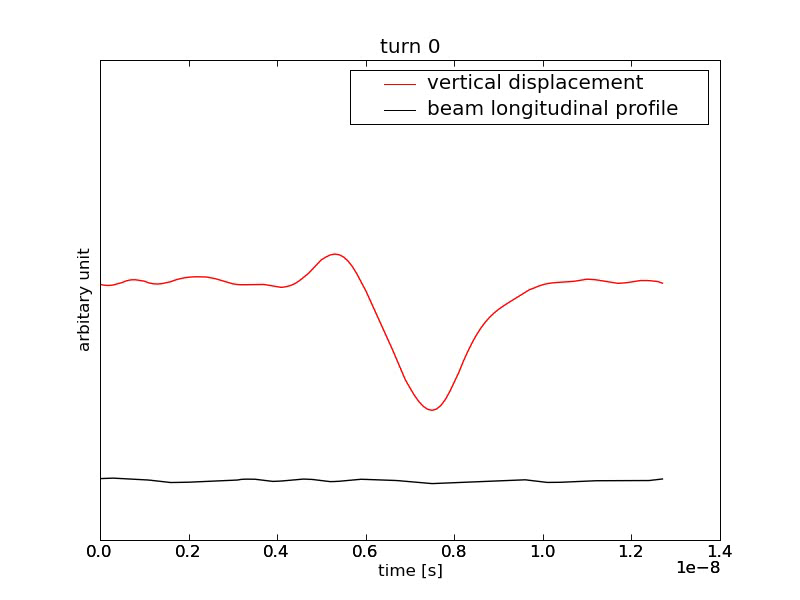 turn 0
vertical displacement
beam longitudinal profile
arbitary unit
0.0 0.2 0.4 0.6 0.8 1.0 1.2 1.4
1e−8
time [s]